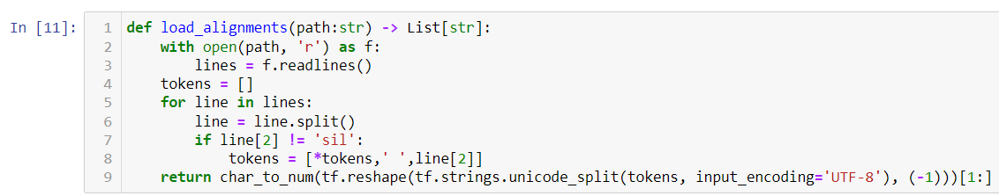 In [11]:
1 def load_alignments(path:str) -> List[str]:
2     with open(path, 'r') as f:
3         lines = f.readlines()
4     tokens = []
5     for line in lines:
6         line = line.split()
7         if line[2] != 'sil':
8             tokens = [*tokens,' ',line[2]]
9     return char_to_num(tf.reshape(tf.strings.unicode_split(tokens, input_encoding='UTF-8'), (-1)))[1:]